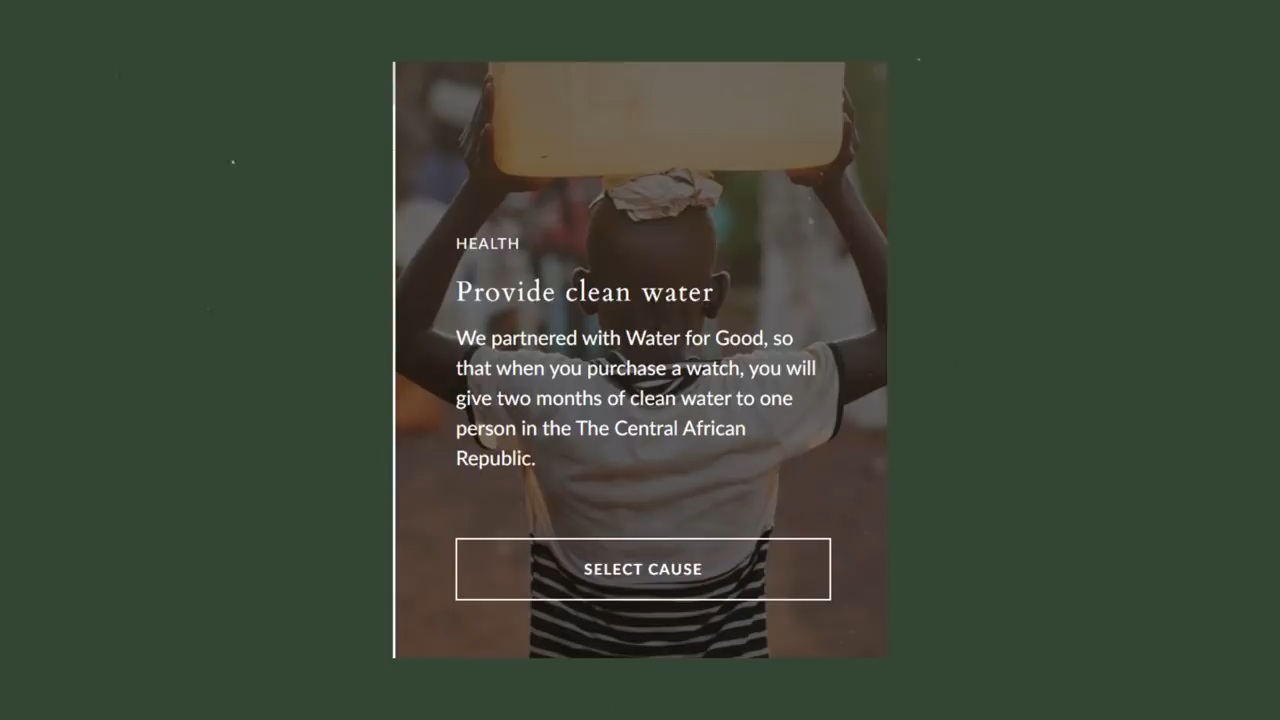 HEALTH
Provide clean water
We partnered with Water for Good, so
that when you purchase a watch, you will
give two months of clean water to one
person in the The Central African
Republic.
SELECT CAUSE